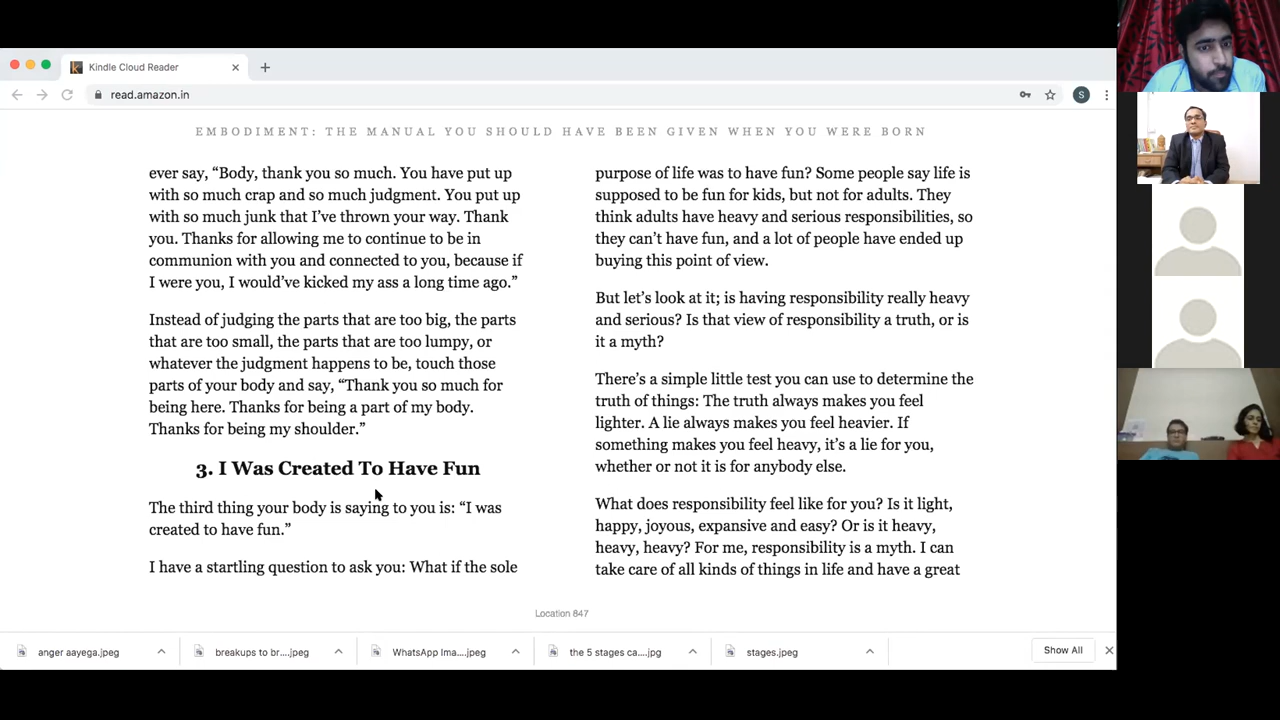 Kindle Cloud Reader
read.amazon.in
S
EMBODIMENT: THE MANUAL YOU SHOULD HAVE BEEN GIVEN WHEN YOU WERE BORN
ever say, “Body, thank you so much. You have put up
with so much crap and so much judgment. You put up
with so much junk that I’ve thrown your way. Thank
you. Thanks for allowing me to continue to be in
communion with you and connected to you, because if
I were you, I would’ve kicked my ass a long time ago.”
Instead of judging the parts that are too big, the parts
that are too small, the parts that are too lumpy, or
whatever the judgment happens to be, touch those
parts of your body and say, “Thank you so much for
being here. Thanks for being a part of my body.
Thanks for being my shoulder.”
3. I Was Created To Have Fun
The third thing your body is saying to you is: “I was
created to have fun.”
I have a startling question to ask you: What if the sole
purpose of life was to have fun? Some people say life is
supposed to be fun for kids, but not for adults. They
think adults have heavy and serious responsibilities, so
they can’t have fun, and a lot of people have ended up
buying this point of view.
But let’s look at it; is having responsibility really heavy
and serious? Is that view of responsibility a truth, or is
it a myth?
There’s a simple little test you can use to determine the
truth of things: The truth always makes you feel
lighter. A lie always makes you feel heavier. If
something makes you feel heavy, it’s a lie for you,
whether or not it is for anybody else.
What does responsibility feel like for you? Is it light,
happy, joyous, expansive and easy? Or is it heavy,
heavy, heavy? For me, responsibility is a myth. I can
take care of all kinds of things in life and have a great
Location 847
anger aayega.jpeg
breakups to br....jpeg
WhatsApp Ima....jpeg
the 5 stages ca....jpg
stages.jpeg
Show All